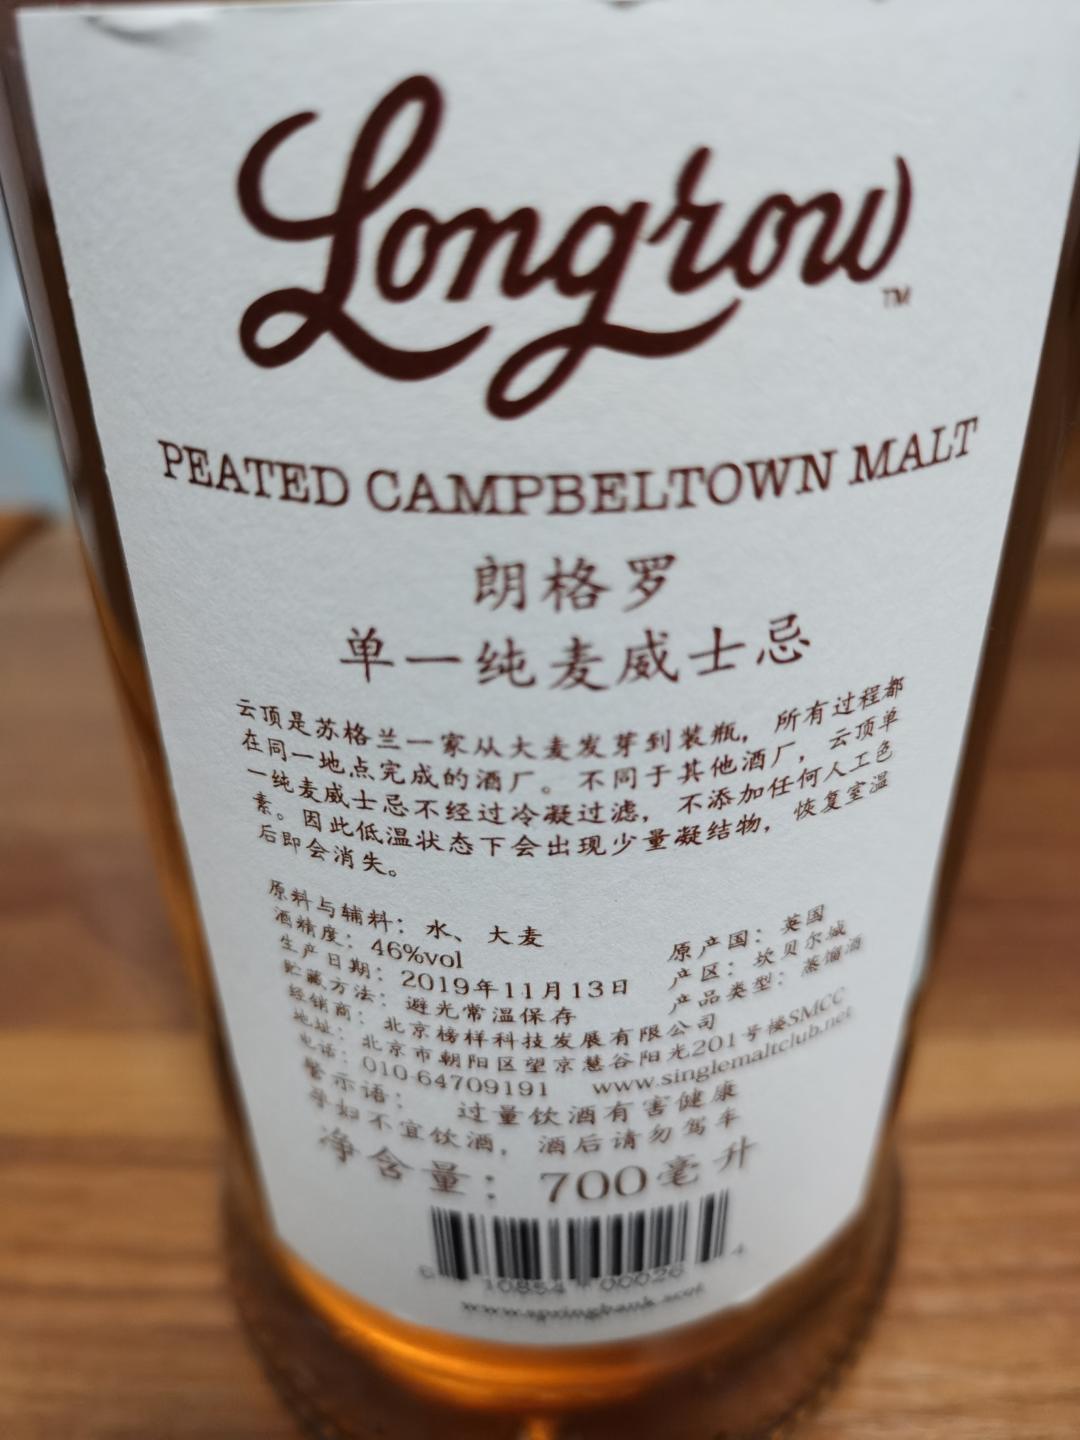 Longrow™
PEATED CAMPBELTOWN MALT
朗格罗
单一纯麦威士忌
云顶是苏格兰一家从大麦发芽到装瓶，所有过程都
在同一地点完成的酒厂。不同于其他酒厂，云顶单
一纯麦威士忌不经过冷凝过滤，不添加任何人工色
素。因此低温状态下会出现少量凝结物，恢复室温
后即会消失。
原料与辅料：水、大麦
酒精度：46%vol 原产国：英国
生产日期：2019年11月13日 产区：坎贝尔城
贮藏方法：避光常温保存 产品类型：蒸馏酒
经销商：北京榜样科技发展有限公司
地址：北京市朝阳区望京慧谷阳光201号楼SMCC
电话：010-64709191 www.singlemaltclub.net
警示语：过量饮酒有害健康
孕妇不宜饮酒，酒后请勿驾车
净含量：700毫升
610854 000264
www.springbank.scot